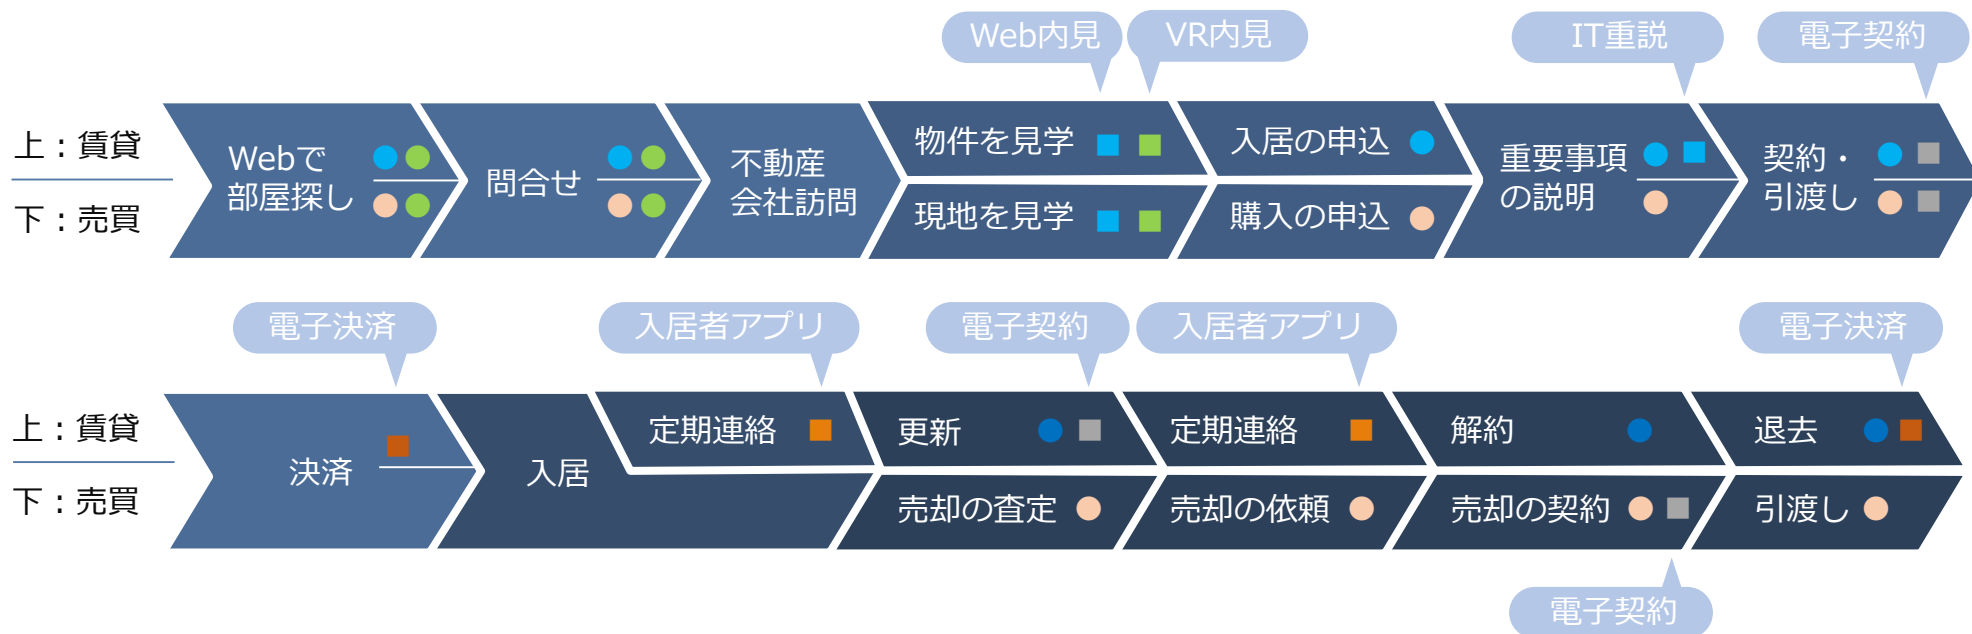 Web内見
VR内見
IT重説
電子契約
上：賃貸
下：売買
Webで
部屋探し
問合せ
不動産
会社訪問
物件を見学
現地を見学
入居の申込
購入の申込
重要事項
の説明
契約・
引渡し
電子決済
入居者アプリ
電子契約
入居者アプリ
電子決済
上：賃貸
下：売買
決済
入居
定期連絡
更新
売却の査定
定期連絡
売却の依頼
解約
売却の契約
退去
引渡し
電子契約